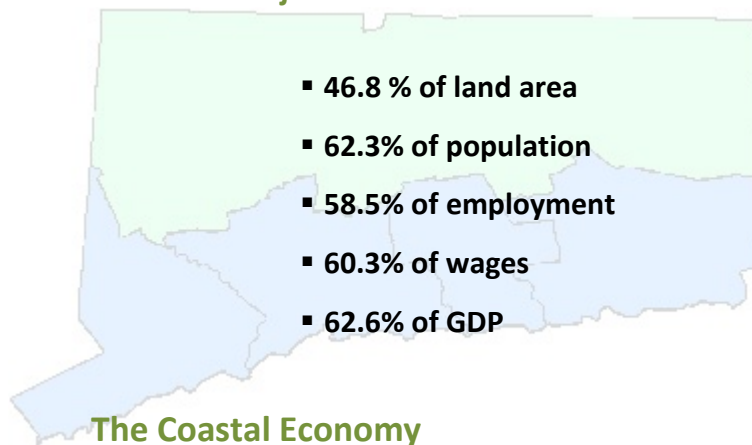 ▪ 46.8 % of land area
▪ 62.3% of population
▪ 58.5% of employment
▪ 60.3% of wages
▪ 62.6% of GDP
The Coastal Economy